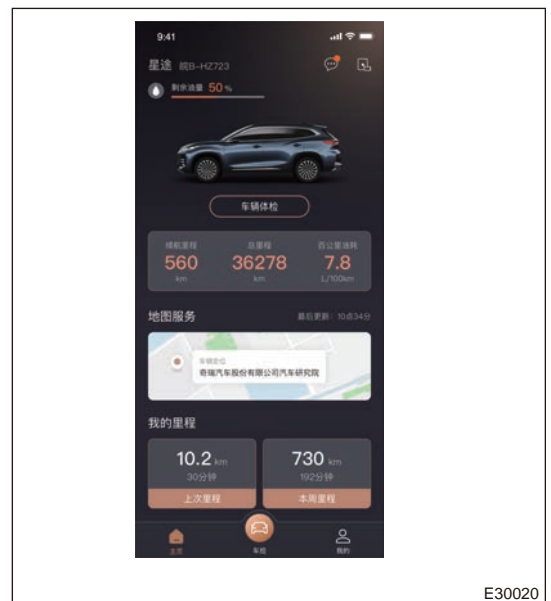 9:41
星途 皖B-HZ723
剩余油量 50 %
车辆体检
续航里程 总里程 百公里油耗
560 36278 7.8
km km L/100km
地图服务 最后更新：10点34分
车辆定位
奇瑞汽车股份有限公司汽车研究院
我的里程
10.2 km 730 km
30分钟 192分钟
上次里程 本周里程
主页 车控 我的
E30020